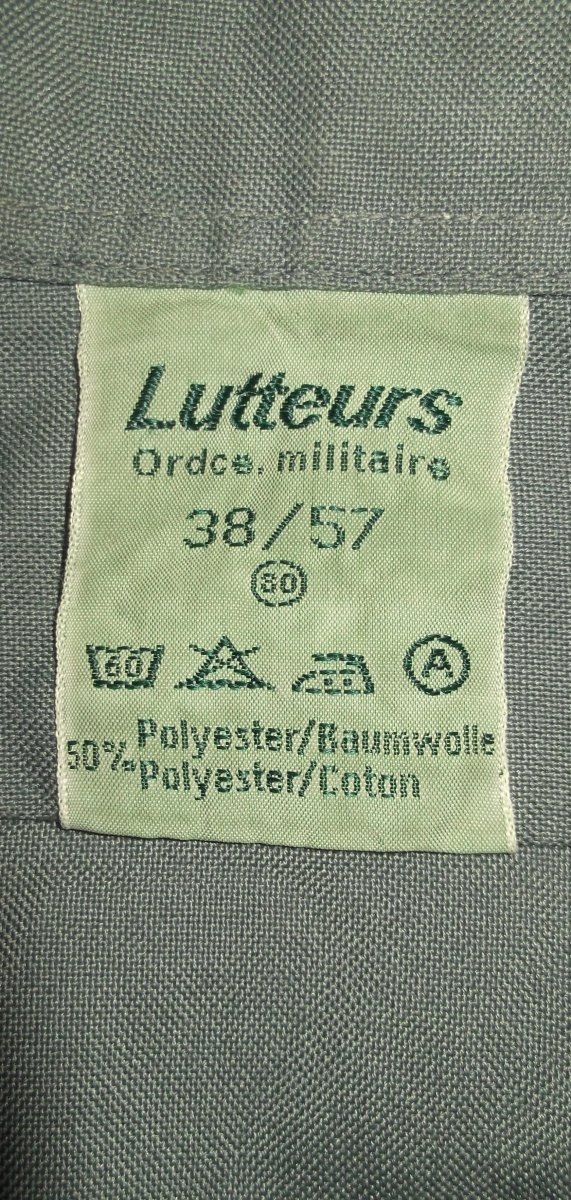 Lutteurs
Ordce. militaire
38/57
80
60 A
50% Polyester/Baumwolle
Polyester/Coton